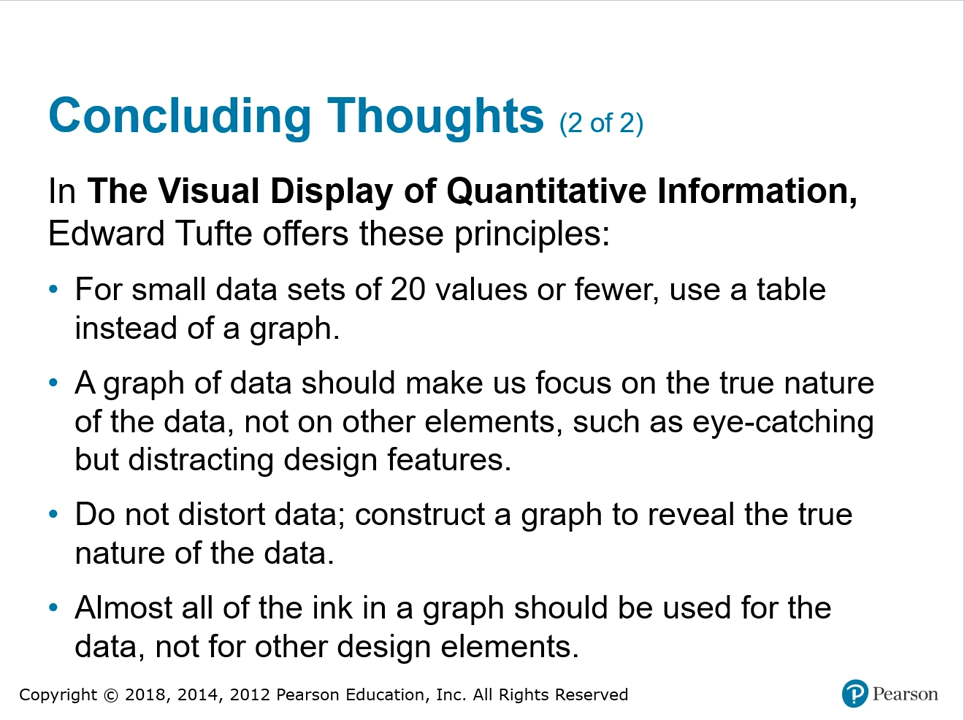 Concluding Thoughts (2 of 2)
In The Visual Display of Quantitative Information,
Edward Tufte offers these principles:
• For small data sets of 20 values or fewer, use a table
instead of a graph.
• A graph of data should make us focus on the true nature
of the data, not on other elements, such as eye-catching
but distracting design features.
• Do not distort data; construct a graph to reveal the true
nature of the data.
• Almost all of the ink in a graph should be used for the
data, not for other design elements.
Copyright © 2018, 2014, 2012 Pearson Education, Inc. All Rights Reserved
P Pearson